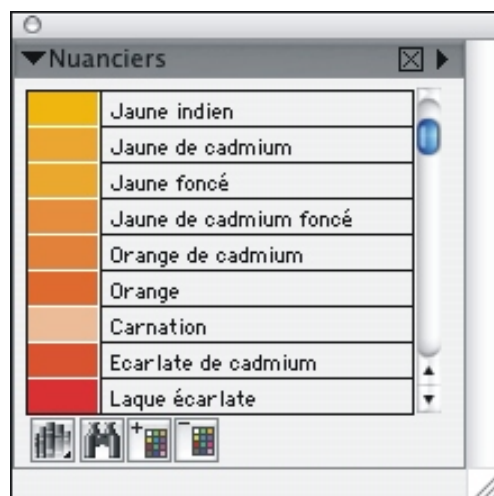 Nuanciers
Jaune indien
Jaune de cadmium
Jaune foncé
Jaune de cadmium foncé
Orange de cadmium
Orange
Carnation
Ecarlate de cadmium
Laque écarlate